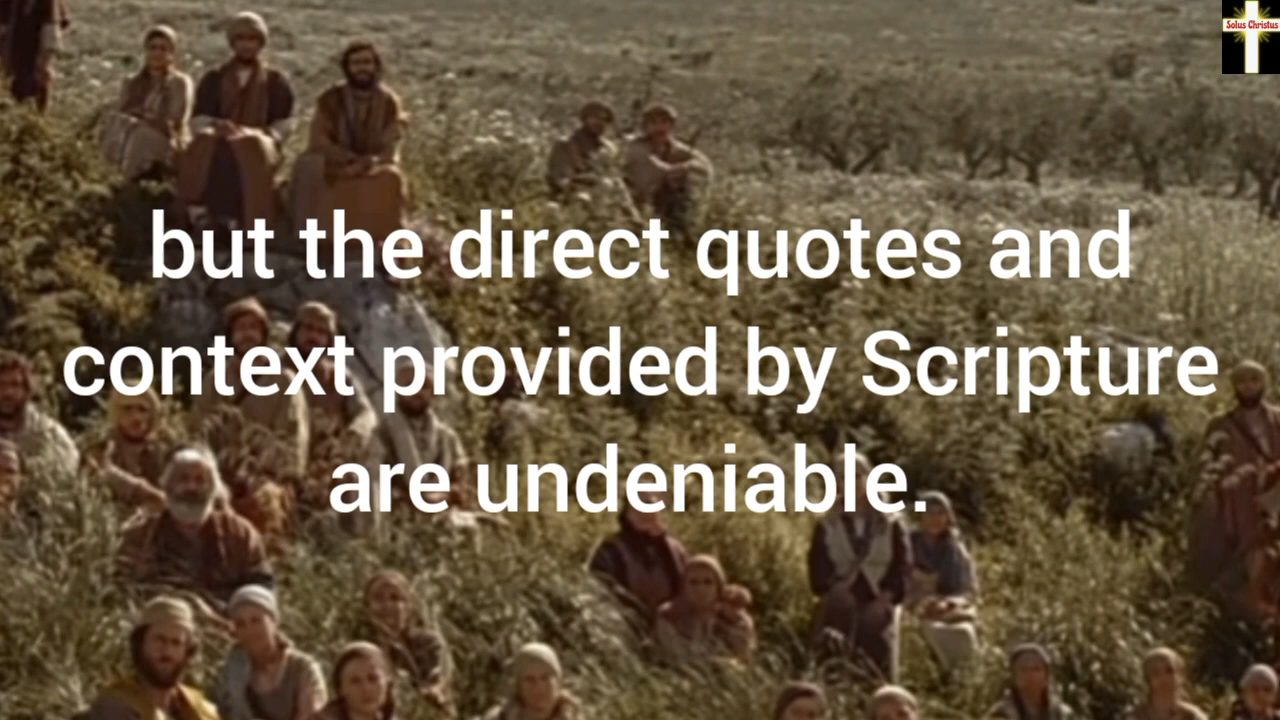 Solus Christus
but the direct quotes and
context provided by Scripture
are undeniable.